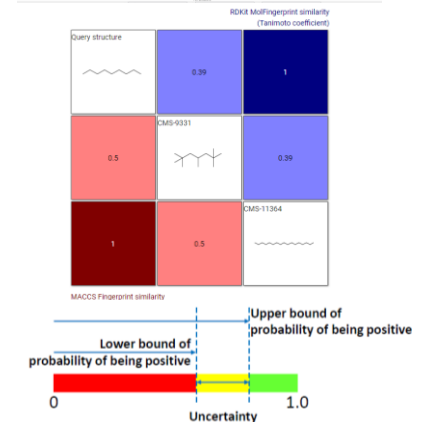 RDKit MolFingerprint similarity
(Tanimoto coefficient)
Query structure
0.39
1
CMS-9331
0.5
0.39
CMS-11364
1
0.5
MACCS Fingerprint similarity
Upper bound of
probability of being positive
Lower bound of
probability of being positive
0
1.0
Uncertainty